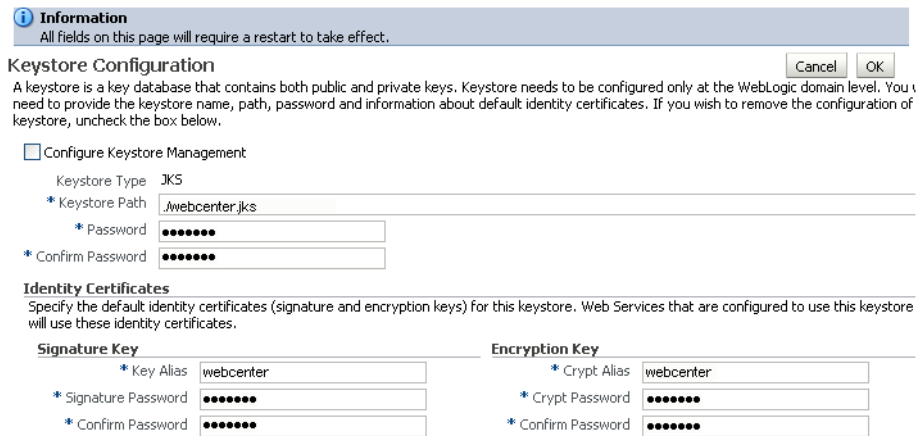 Information
All fields on this page will require a restart to take effect.
Keystore Configuration
Cancel OK
A keystore is a key database that contains both public and private keys. Keystore needs to be configured only at the WebLogic domain level. You
need to provide the keystore name, path, password and information about default identity certificates. If you wish to remove the configuration of
keystore, uncheck the box below.
Configure Keystore Management
Keystore Type JKS
* Keystore Path ./webcenter.jks
* Password •••••••
* Confirm Password •••••••
Identity Certificates
Specify the default identity certificates (signature and encryption keys) for this keystore. Web Services that are configured to use this keystore
will use these identity certificates.
Signature Key Encryption Key
* Key Alias webcenter * Crypt Alias webcenter
* Signature Password ••••••• * Crypt Password •••••••
* Confirm Password ••••••• * Confirm Password •••••••